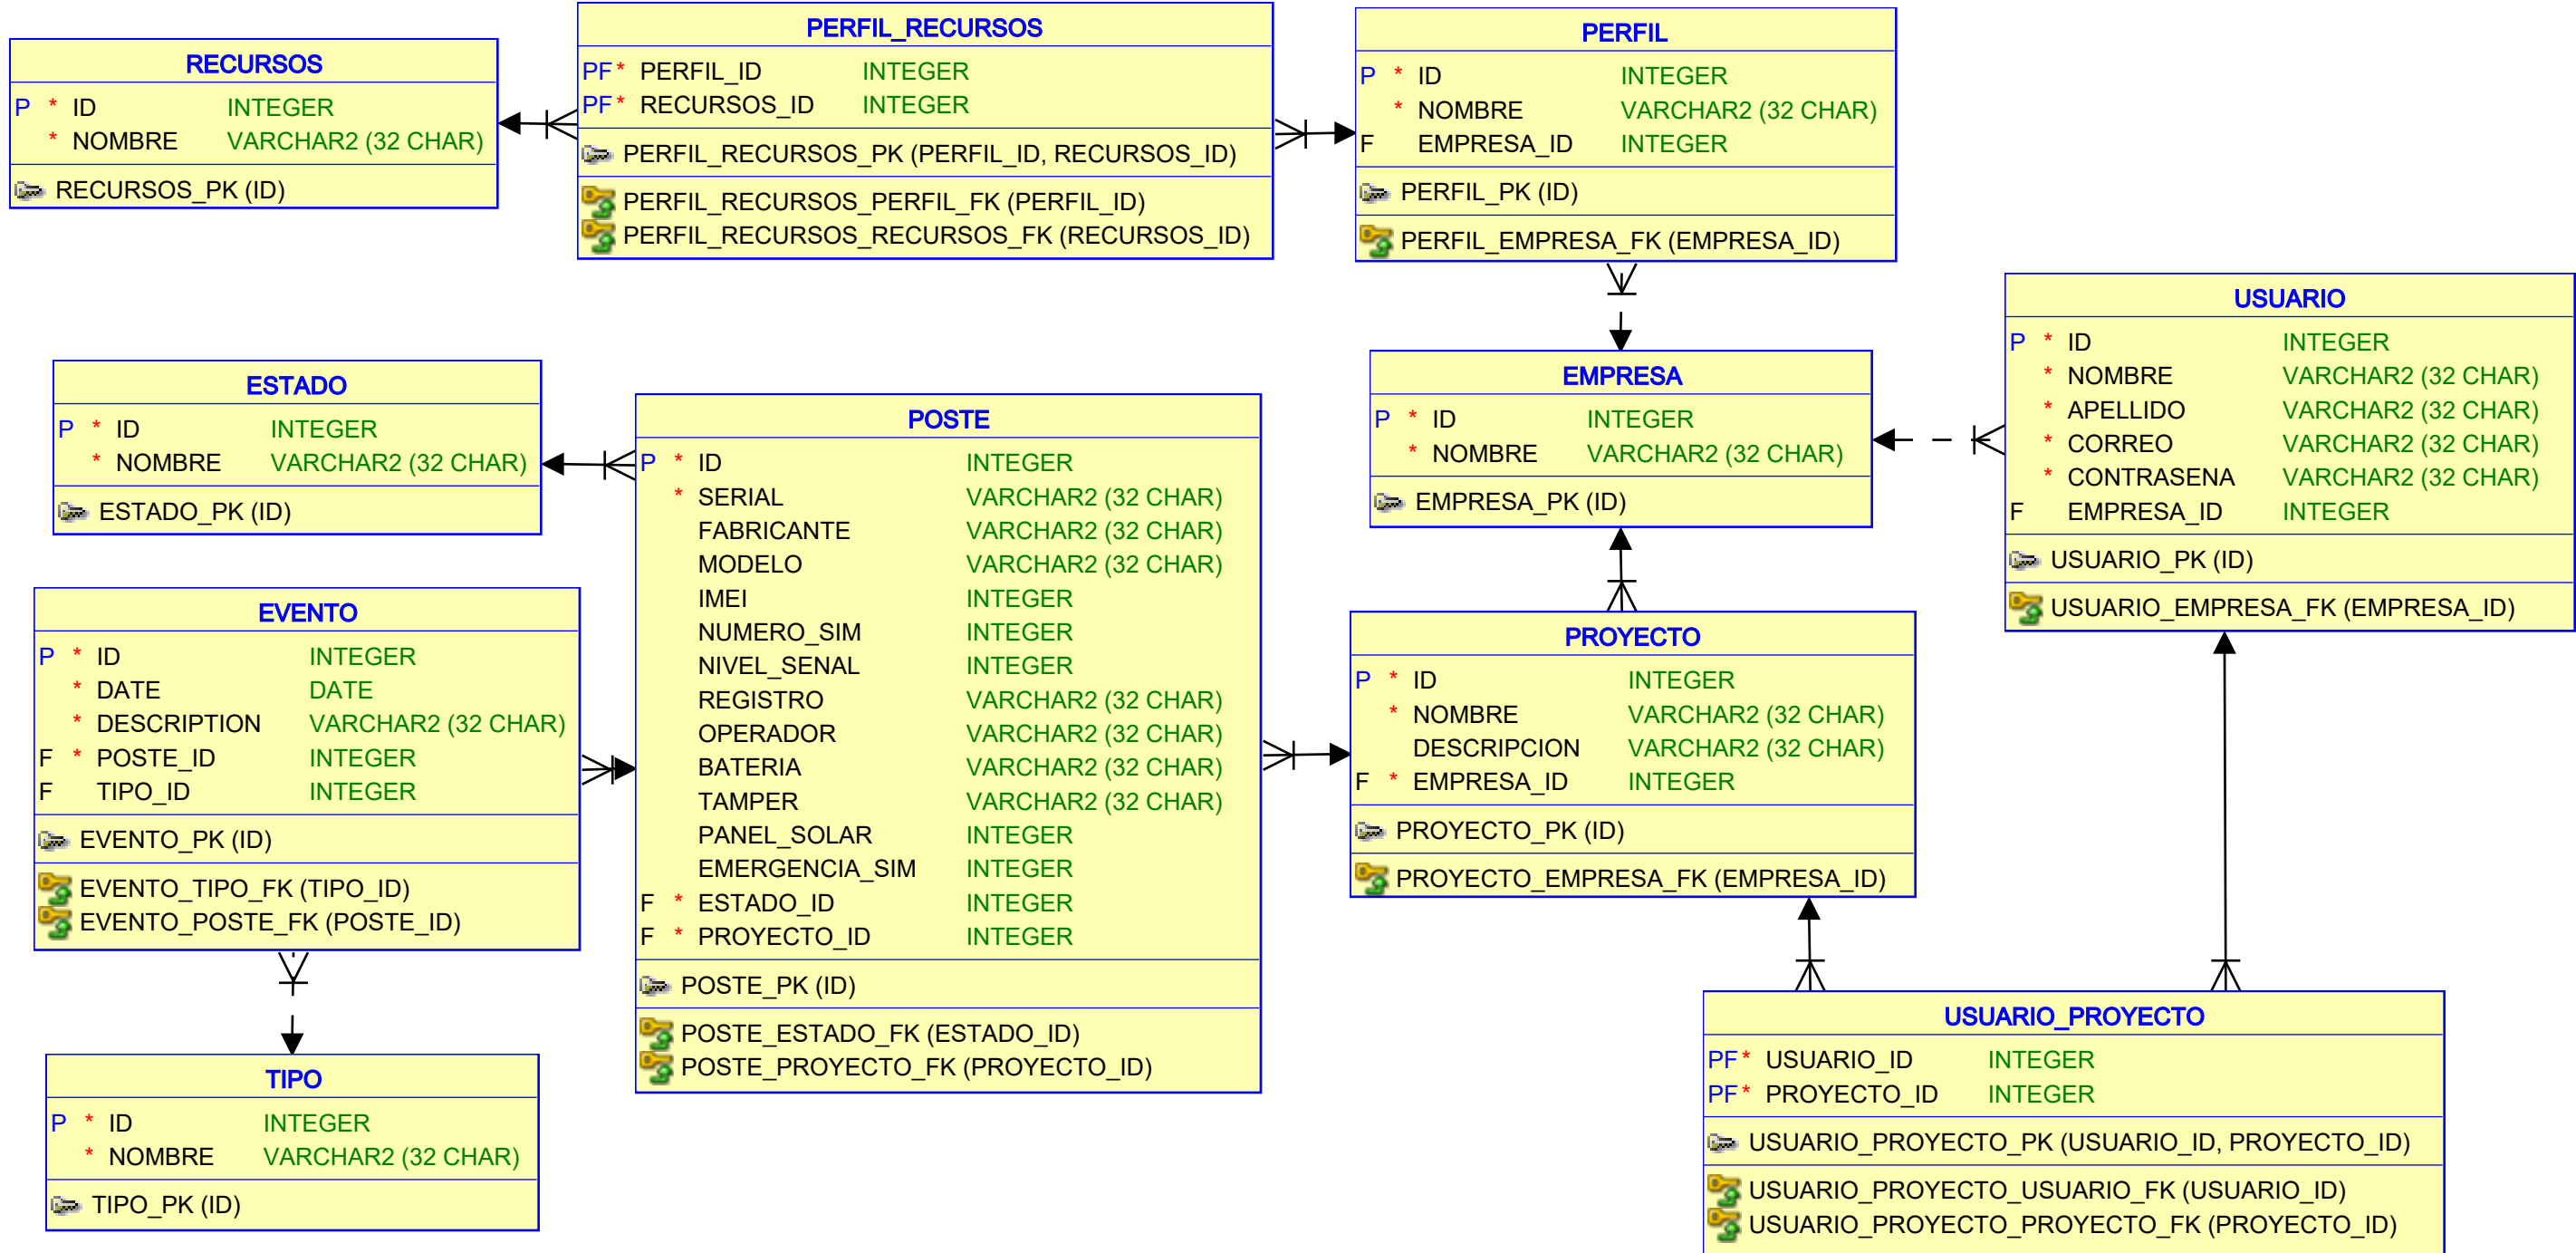 RECURSOS
P * ID INTEGER
* NOMBRE VARCHAR2 (32 CHAR)
RECURSOS_PK (ID)
PERFIL_RECURSOS
PF* PERFIL_ID INTEGER
PF* RECURSOS_ID INTEGER
PERFIL_RECURSOS_PK (PERFIL_ID, RECURSOS_ID)
PERFIL_RECURSOS_PERFIL_FK (PERFIL_ID)
PERFIL_RECURSOS_RECURSOS_FK (RECURSOS_ID)
PERFIL
P * ID INTEGER
* NOMBRE VARCHAR2 (32 CHAR)
F EMPRESA_ID INTEGER
PERFIL_PK (ID)
PERFIL_EMPRESA_FK (EMPRESA_ID)
USUARIO
P * ID INTEGER
* NOMBRE VARCHAR2 (32 CHAR)
* APELLIDO VARCHAR2 (32 CHAR)
* CORREO VARCHAR2 (32 CHAR)
* CONTRASENA VARCHAR2 (32 CHAR)
F EMPRESA_ID INTEGER
USUARIO_PK (ID)
USUARIO_EMPRESA_FK (EMPRESA_ID)
ESTADO
P * ID INTEGER
* NOMBRE VARCHAR2 (32 CHAR)
ESTADO_PK (ID)
POSTE
P * ID INTEGER
* SERIAL VARCHAR2 (32 CHAR)
FABRICANTE VARCHAR2 (32 CHAR)
MODELO VARCHAR2 (32 CHAR)
IMEI INTEGER
NUMERO_SIM INTEGER
NIVEL_SENAL INTEGER
REGISTRO VARCHAR2 (32 CHAR)
OPERADOR VARCHAR2 (32 CHAR)
BATERIA VARCHAR2 (32 CHAR)
TAMPER VARCHAR2 (32 CHAR)
PANEL_SOLAR INTEGER
EMERGENCIA_SIM INTEGER
F * ESTADO_ID INTEGER
F * PROYECTO_ID INTEGER
POSTE_PK (ID)
POSTE_ESTADO_FK (ESTADO_ID)
POSTE_PROYECTO_FK (PROYECTO_ID)
EMPRESA
P * ID INTEGER
* NOMBRE VARCHAR2 (32 CHAR)
EMPRESA_PK (ID)
EVENTO
P * ID INTEGER
* DATE DATE
* DESCRIPTION VARCHAR2 (32 CHAR)
F * POSTE_ID INTEGER
F TIPO_ID INTEGER
EVENTO_PK (ID)
EVENTO_TIPO_FK (TIPO_ID)
EVENTO_POSTE_FK (POSTE_ID)
PROYECTO
P * ID INTEGER
* NOMBRE VARCHAR2 (32 CHAR)
DESCRIPCION VARCHAR2 (32 CHAR)
F * EMPRESA_ID INTEGER
PROYECTO_PK (ID)
PROYECTO_EMPRESA_FK (EMPRESA_ID)
TIPO
P * ID INTEGER
* NOMBRE VARCHAR2 (32 CHAR)
TIPO_PK (ID)
USUARIO_PROYECTO
PF* USUARIO_ID INTEGER
PF* PROYECTO_ID INTEGER
USUARIO_PROYECTO_PK (USUARIO_ID, PROYECTO_ID)
USUARIO_PROYECTO_USUARIO_FK (USUARIO_ID)
USUARIO_PROYECTO_PROYECTO_FK (PROYECTO_ID)